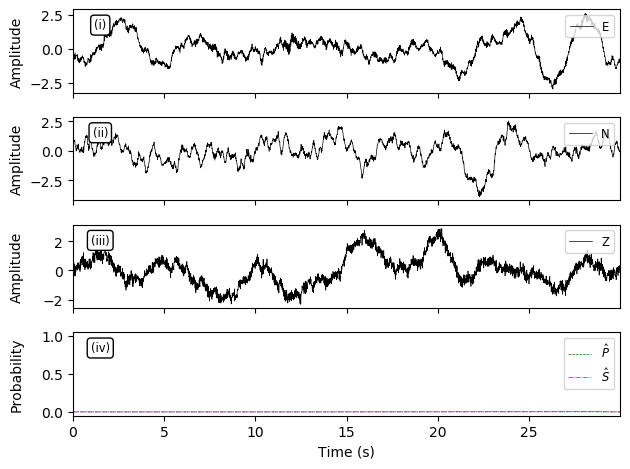 2.5
0.0
−2.5
Amplitude
(i)
E
2.5
0.0
−2.5
Amplitude
(ii)
N
2
0
−2
Amplitude
(iii)
Z
1.0
0.5
0.0
Probability
(iv)
P̂
Ŝ
0 5 10 15 20 25
Time (s)